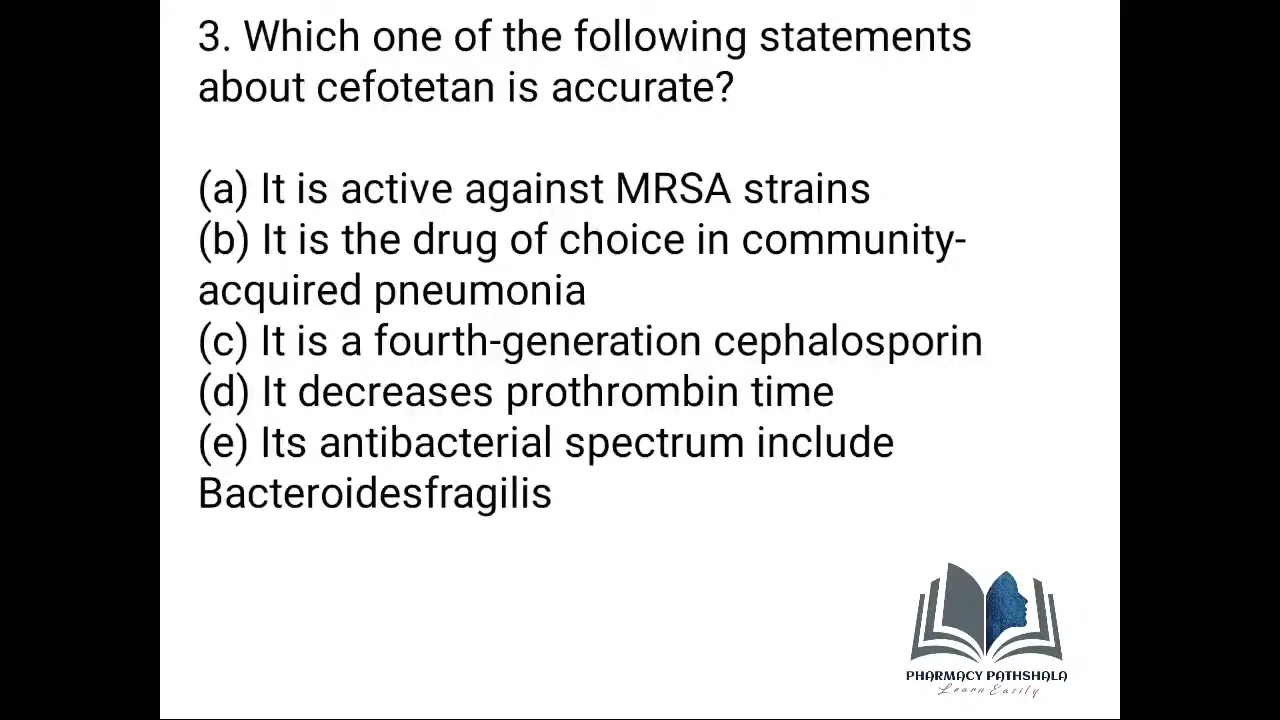 3. Which one of the following statements
about cefotetan is accurate?
(a) It is active against MRSA strains
(b) It is the drug of choice in community-
acquired pneumonia
(c) It is a fourth-generation cephalosporin
(d) It decreases prothrombin time
(e) Its antibacterial spectrum include
Bacteroidesfragilis
PHARMACY PATHSHALA
Learn Easily